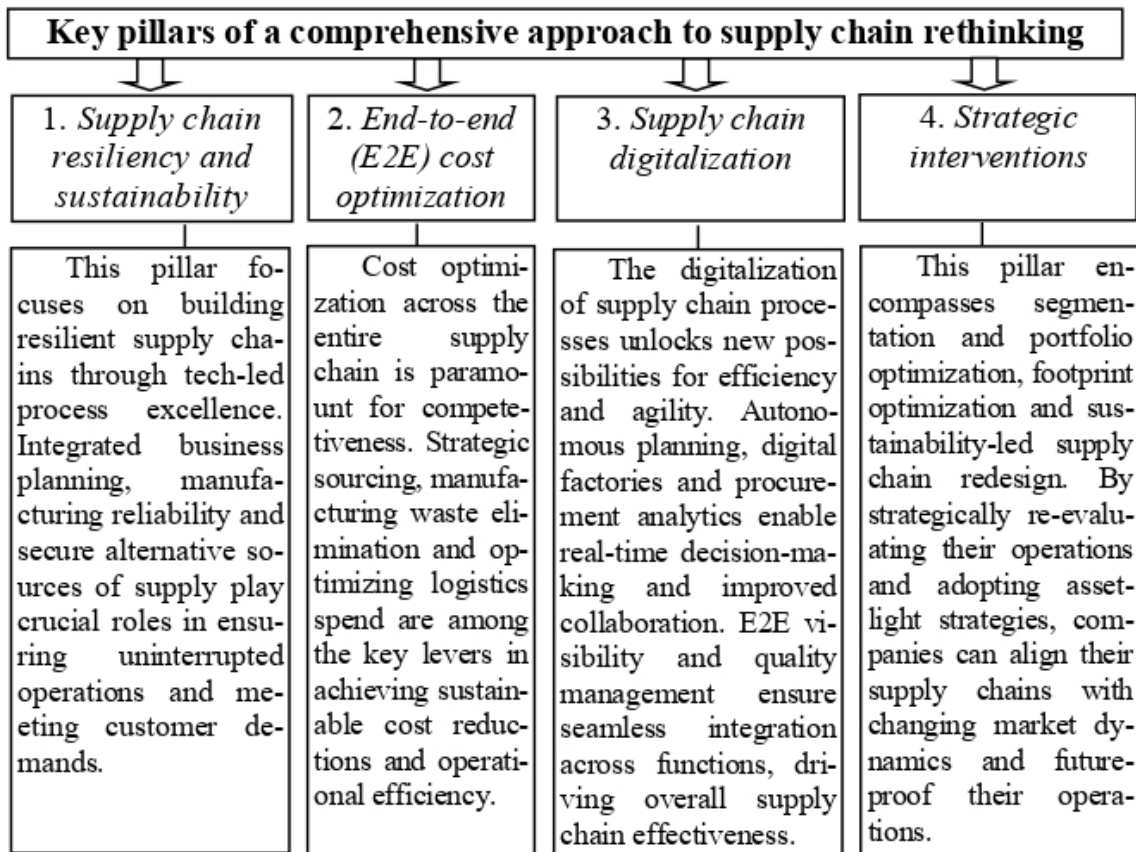 Key pillars of a comprehensive approach to supply chain rethinking
1. Supply chain
resiliency and
sustainability
2. End-to-end
(E2E) cost
optimization
3. Supply chain
digitalization
4. Strategic
interventions
This pillar fo-
cuses on building
resilient supply cha-
ins through tech-led
process excellence.
Integrated business
planning, manufa-
cturing reliability and
secure alternative so-
urces of supply play
crucial roles in ensu-
ring uninterrupted
operations and me-
eting customer de-
mands.
Cost optimi-
zation across the
entire supply
chain is paramo-
unt for compete-
tiveness. Strategic
sourcing, manufa-
cturing waste eli-
mination and op-
timizing logistics
spend are among
the key levers in
achieving sustain-
able cost reduc-
tions and operati-
onal efficiency.
The digitalization
of supply chain proce-
sses unlocks new pos-
sibilities for efficiency
and agility. Autono-
mous planning, digital
factories and procure-
ment analytics enable
real-time decision-ma-
king and improved
collaboration. E2E vi-
sibility and quality
management ensure
seamless integration
across functions, dri-
ving overall supply
chain effectiveness.
This pillar en-
compasses segmen-
tation and portfolio
optimization, footprint
optimization and sus-
tainability-led supply
chain redesign. By
strategically re-evalu-
ating their operations
and adopting asset-
light strategies, com-
panies can align their
supply chains with
changing market dy-
namics and future-
proof their opera-
tions.